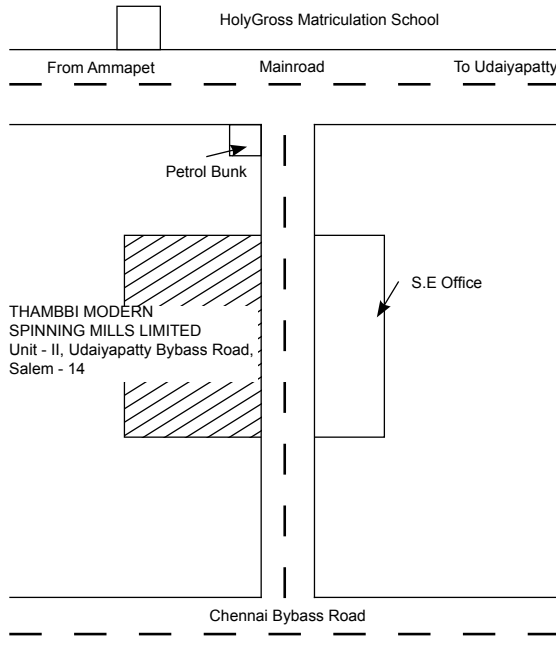 HolyGross Matriculation School
From Ammapet Mainroad To Udaiyapatty
Petrol Bunk
S.E Office
THAMBBI MODERN
SPINNING MILLS LIMITED
Unit - II, Udaiyapatty Bybass Road,
Salem - 14
Chennai Bybass Road